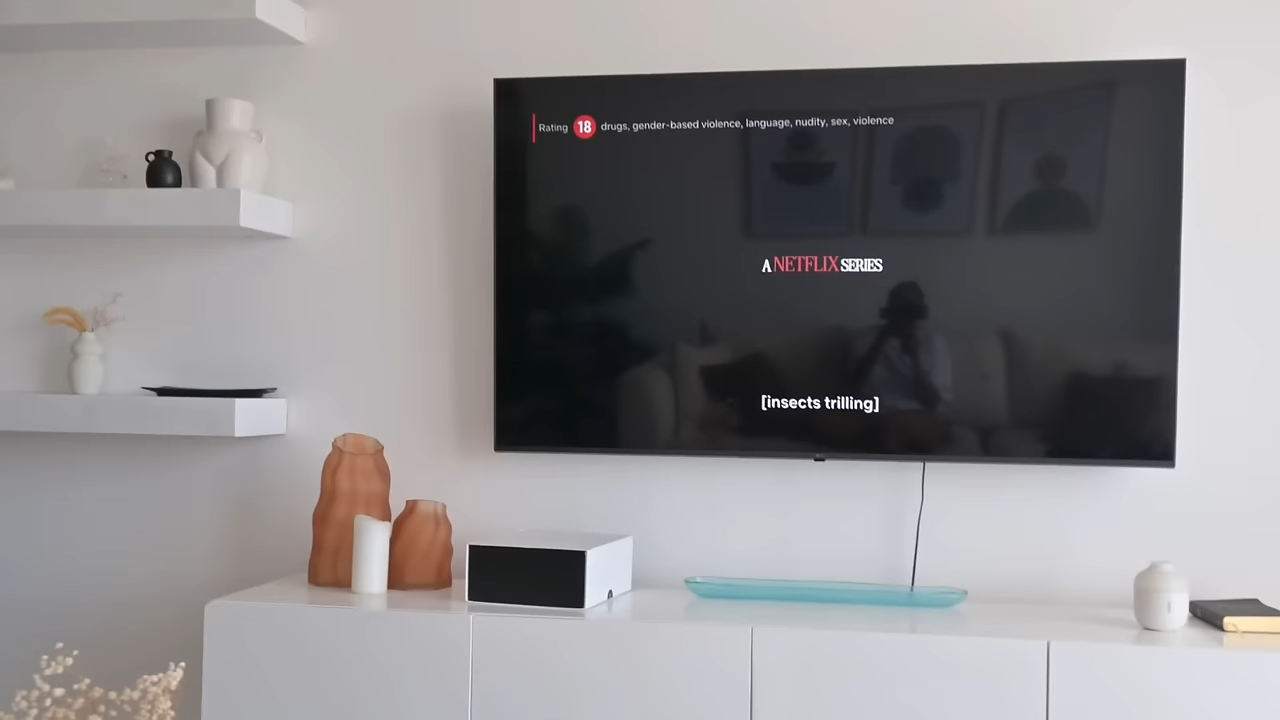 Rating 18 drugs, gender-based violence, language, nudity, sex, violence
A NETFLIX SERIES
[insects trilling]